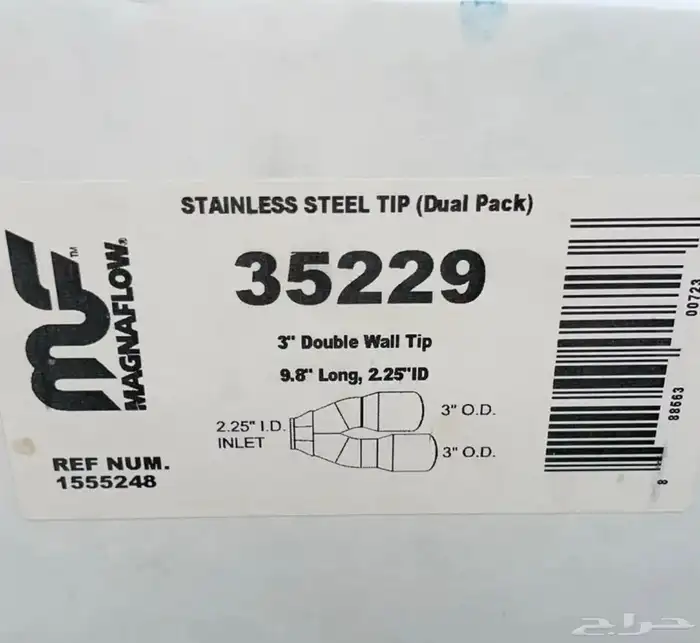 STAINLESS STEEL TIP (Dual Pack)
MAGNAFLOW®
™
35229
3" Double Wall Tip
9.8" Long, 2.25"ID
2.25" I.D.
INLET
3" O.D.
3" O.D.
REF NUM.
1555248
8
88563
00723
حراج